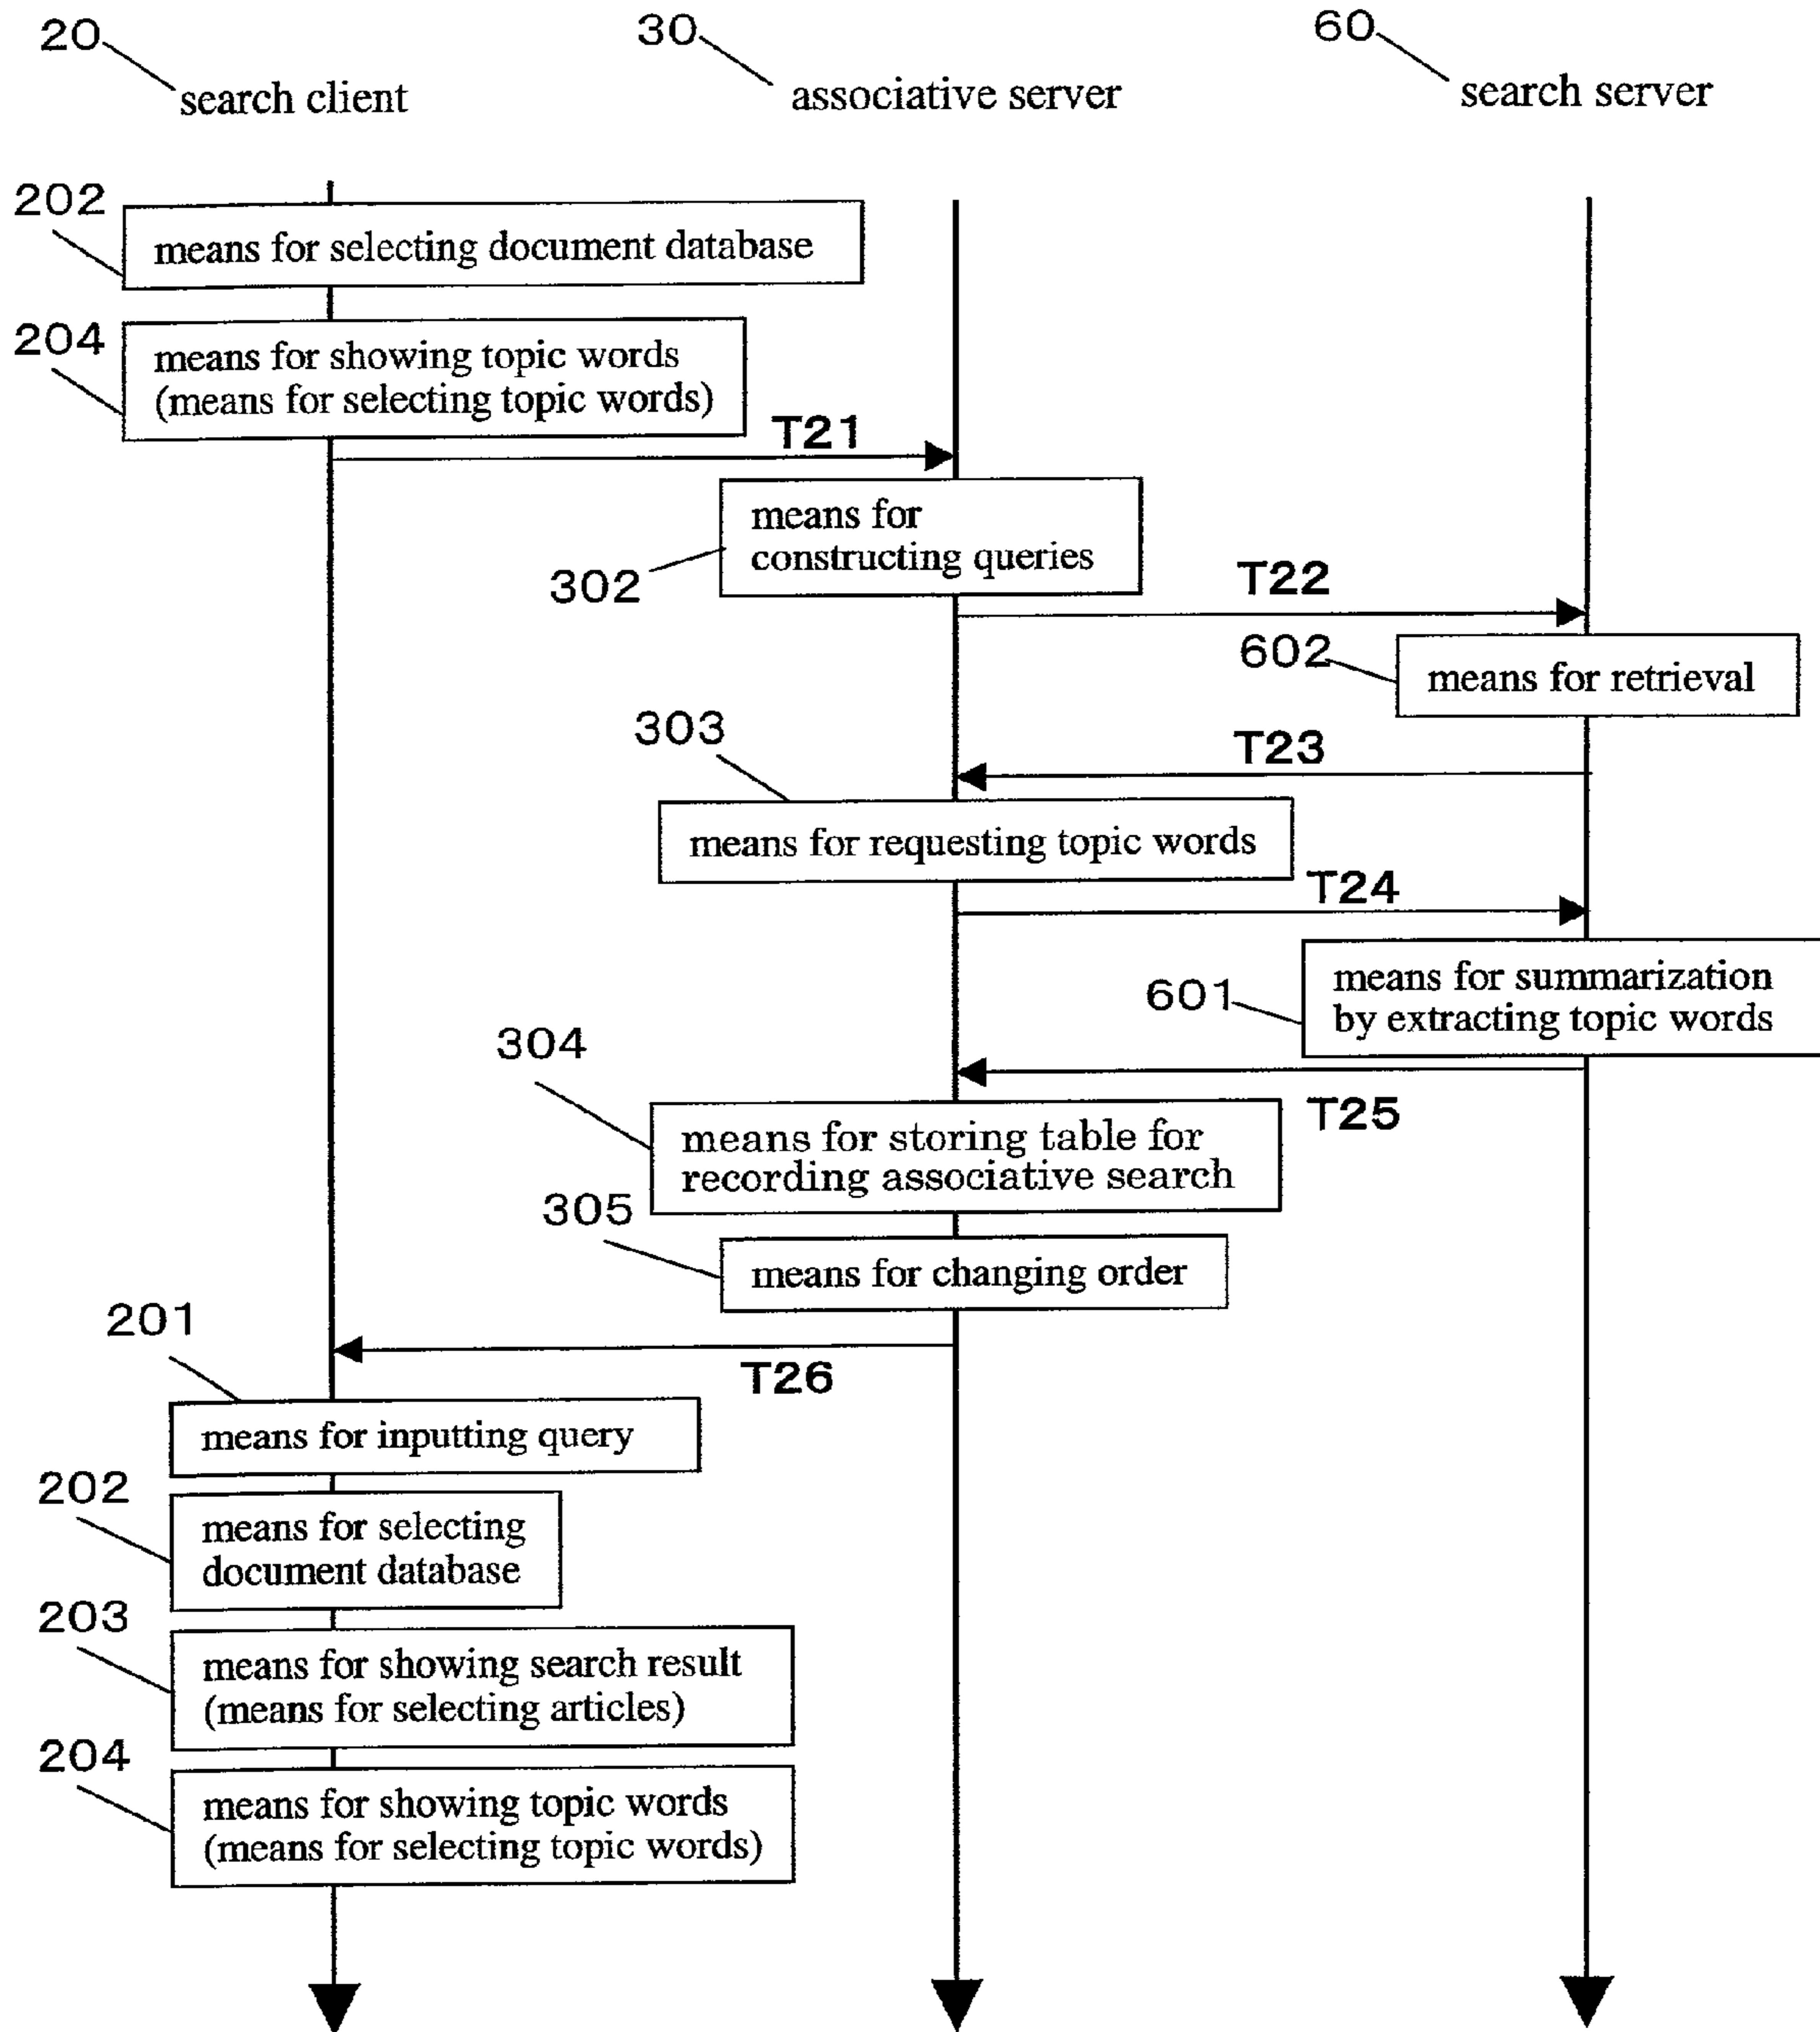 20
30
60
search client
associative server
search server
202
means for selecting document database
204
means for showing topic words
(means for selecting topic words)
T21
means for
constructing queries
302
T22
602
means for retrieval
303
T23
means for requesting topic words
T24
means for summarization
by extracting topic words
601
304
T25
means for storing table for
recording associative search
305
means for changing order
201
T26
means for inputting query
202
means for selecting
document database
203
means for showing search result
(means for selecting articles)
204
means for showing topic words
(means for selecting topic words)